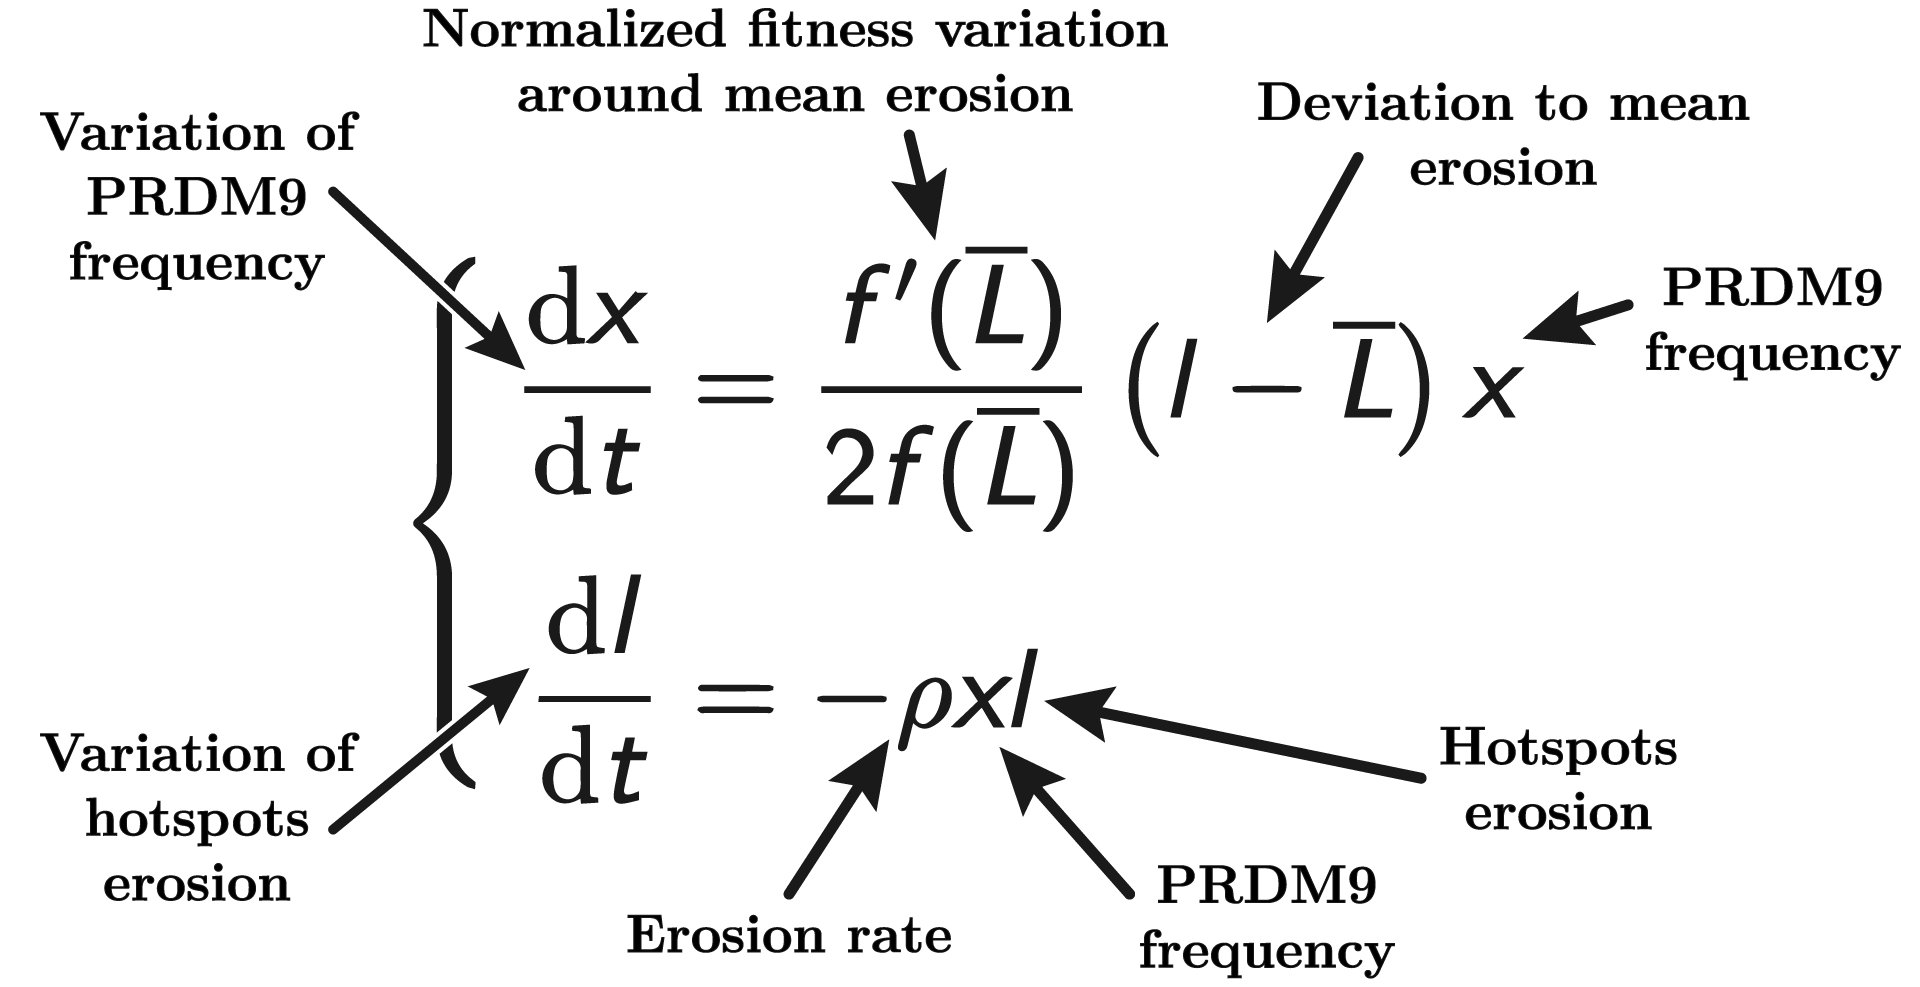 Normalized fitness variation
around mean erosion
Deviation to mean
erosion
Variation of
PRDM9
frequency
PRDM9
frequency
dx/dt = f′(L̅)/2f(L̅) (l − L̅) x
dl/dt = −ρxl
Variation of
hotspots
erosion
Hotspots
erosion
Erosion rate
PRDM9
frequency